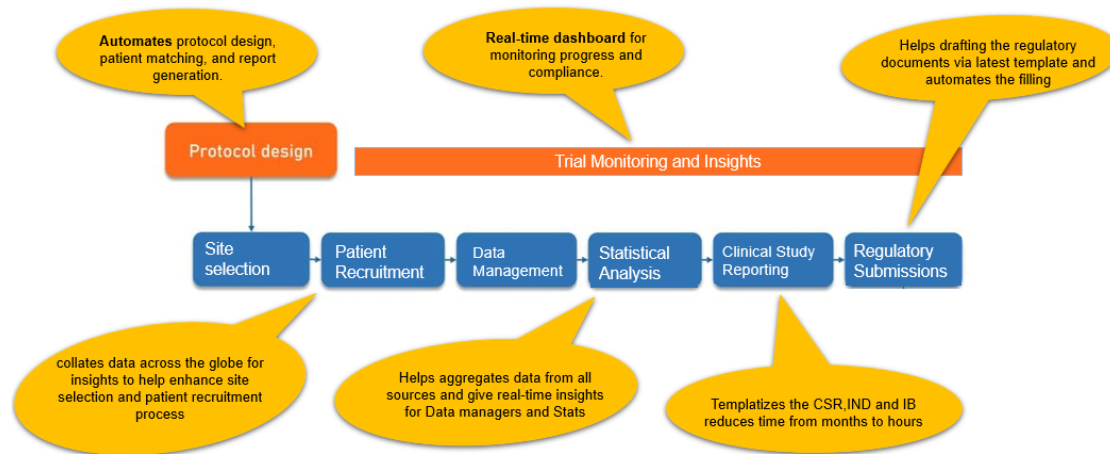 Automates protocol design,
patient matching, and report
generation.
Real-time dashboard for
monitoring progress and
compliance.
Helps drafting the regulatory
documents via latest template and
automates the filling
Protocol design
Trial Monitoring and Insights
Site
selection
Patient
Recruitment
Data
Management
Statistical
Analysis
Clinical Study
Reporting
Regulatory
Submissions
collates data across the globe for
insights to help enhance site
selection and patient recruitment
process
Helps aggregates data from all
sources and give real-time insights
for Data managers and Stats
Templatizes the CSR,IND and IB
reduces time from months to hours